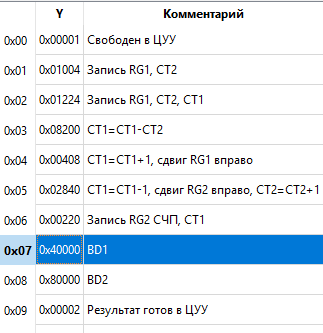 Y Комментарий
0x00 0x00001 Свободен в ЦУУ
0x01 0x01004 Запись RG1, CT2
0x02 0x01224 Запись RG1, CT2, CT1
0x03 0x08200 CT1=CT1-CT2
0x04 0x00408 CT1=CT1+1, сдвиг RG1 вправо
0x05 0x02840 CT1=CT1-1, сдвиг RG2 вправо, CT2=CT2+1
0x06 0x00220 Запись RG2 СЧП, CT1
0x07 0x40000 BD1
0x08 0x80000 BD2
0x09 0x00002 Результат готов в ЦУУ